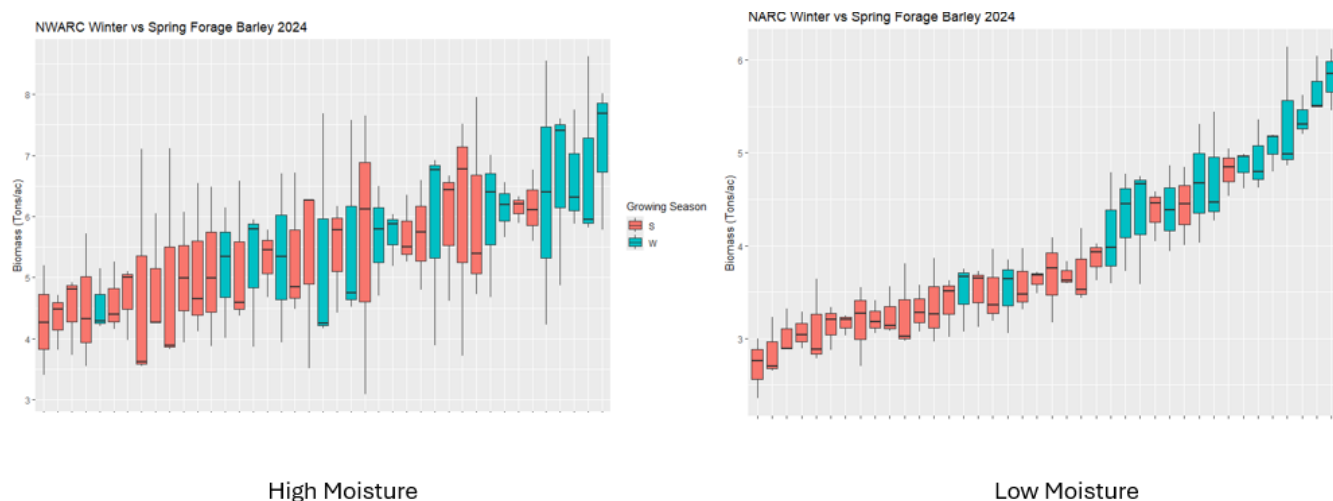 NWARC Winter vs Spring Forage Barley 2024
Biomass (Tons/ac)
8
7
6
5
4
3
Growing Season
S
W
High Moisture
NARC Winter vs Spring Forage Barley 2024
Biomass (Tons/ac)
6
5
4
3
Low Moisture